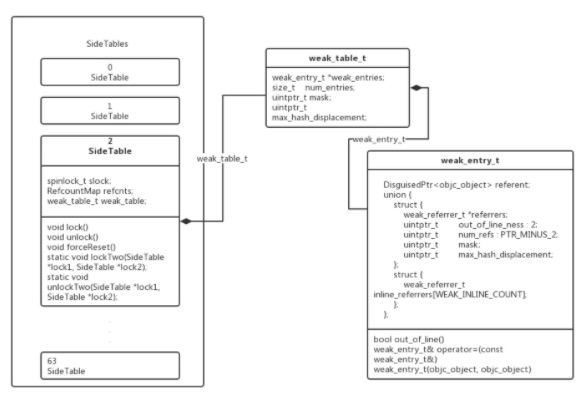 SideTables
0
SideTable
1
SideTable
2
SideTable
spinlock_t slock;
RefcountMap refcnts;
weak_table_t weak_table;
void lock()
void unlock()
void forceReset()
static void lockTwo(SideTable
*lock1, SideTable *lock2);
static void
unlockTwo(SideTable *lock1,
SideTable *lock2);
.
.
.
63
SideTable
weak_table_t
weak_table_t
weak_entry_t *weak_entries;
size_t num_entries;
uintptr_t mask;
uintptr_t
max_hash_displacement;
weak_entry_t
weak_entry_t
DisguisedPtr<objc_object> referent;
union {
struct {
weak_referrer_t *referrers;
uintptr_t out_of_line_ness : 2;
uintptr_t num_refs : PTR_MINUS_2;
uintptr_t mask;
uintptr_t max_hash_displacement;
};
struct {
weak_referrer_t
inline_referrers[WEAK_INLINE_COUNT];
};
};
bool out_of_line()
weak_entry_t& operator=(const
weak_entry_t&)
weak_entry_t(objc_object, objc_object)